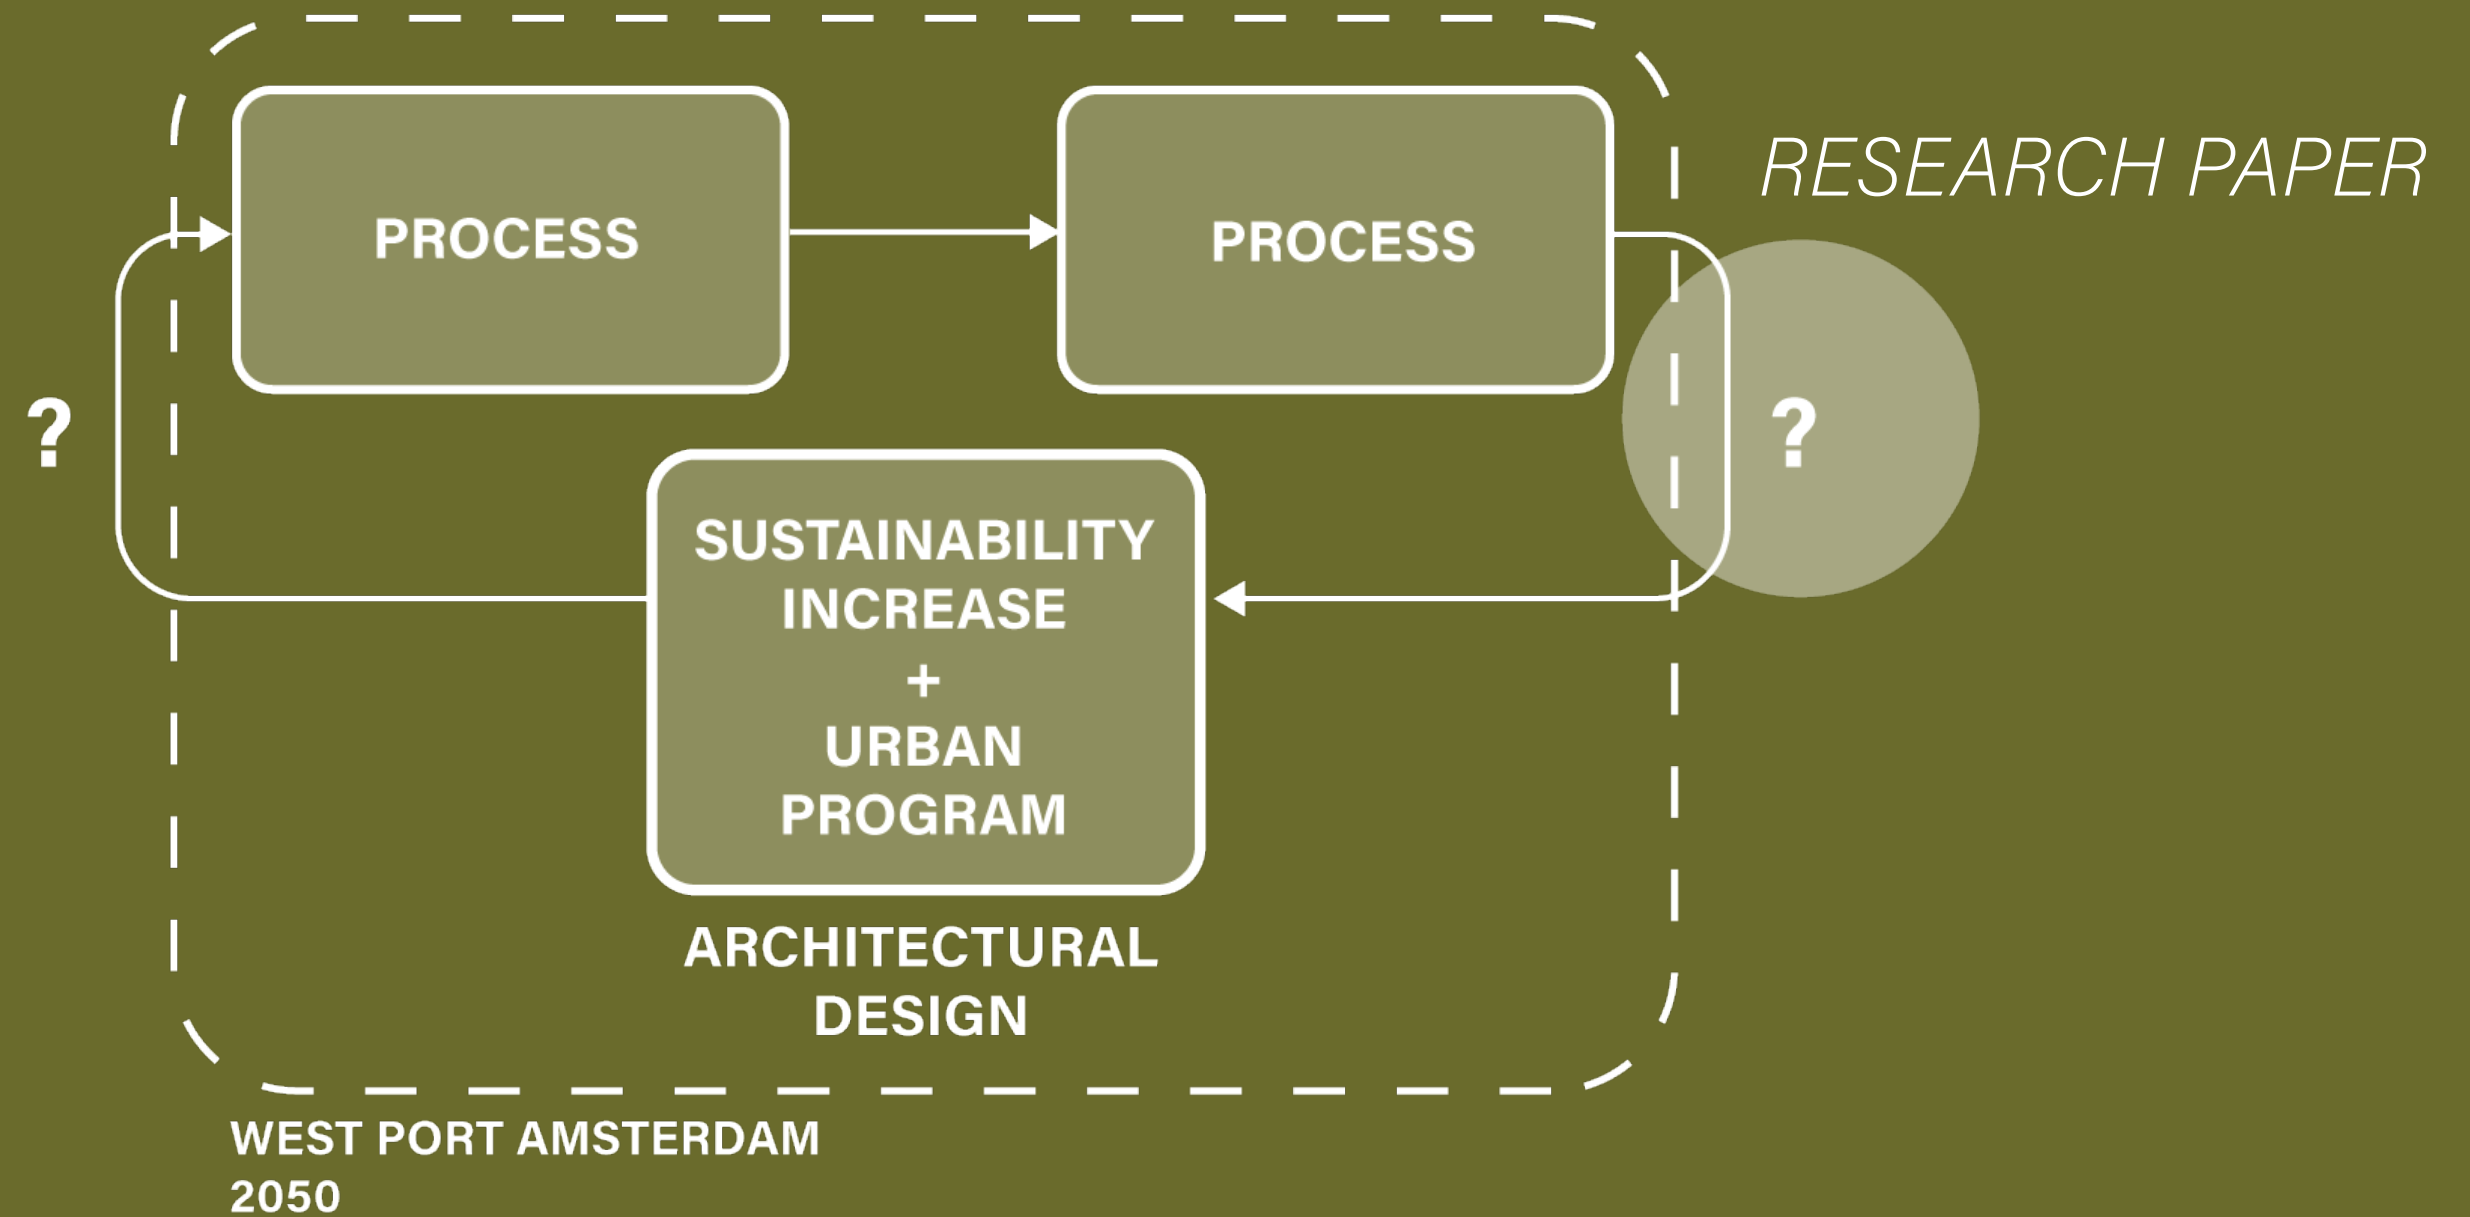 RESEARCH PAPER
PROCESS
PROCESS
?
?
SUSTAINABILITY
INCREASE
+
URBAN
PROGRAM
ARCHITECTURAL
DESIGN
WEST PORT AMSTERDAM
2050